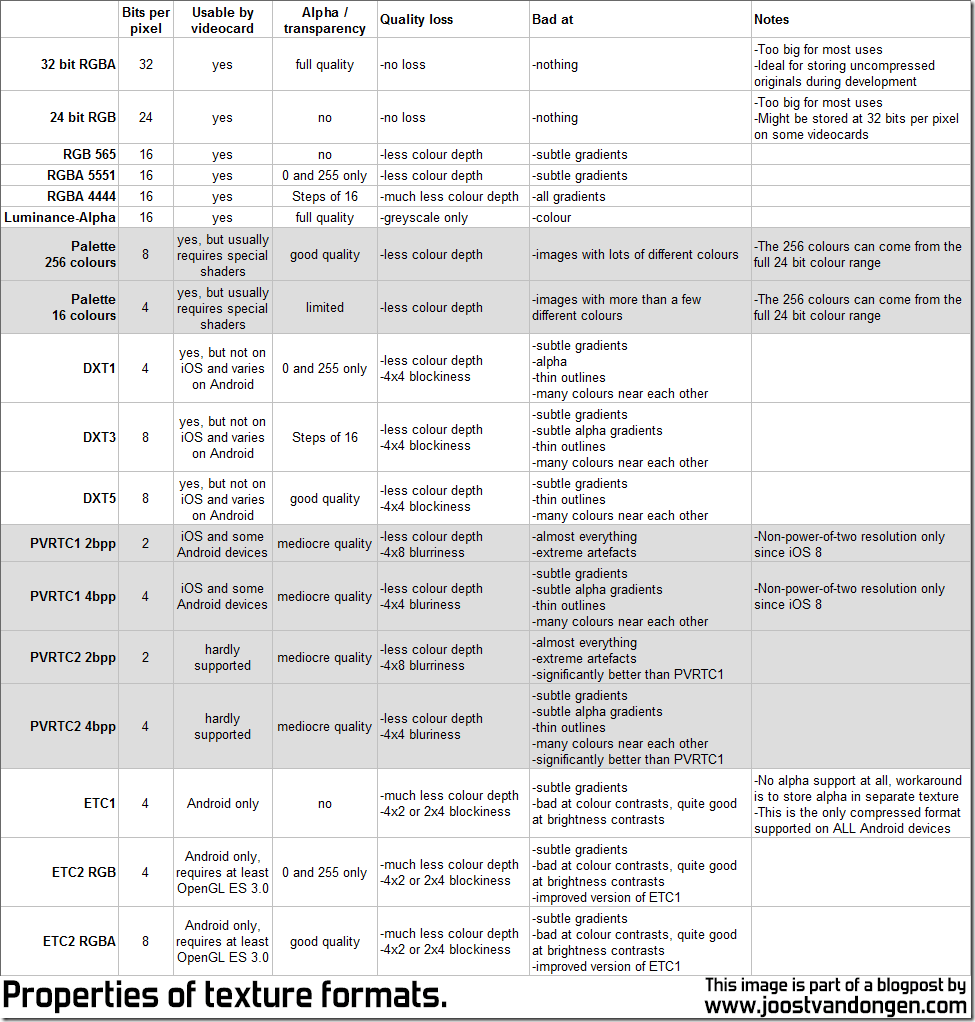 Bits per pixel | Usable by videocard | Alpha / transparency | Quality loss | Bad at | Notes
32 bit RGBA | 32 | yes | full quality | -no loss | -nothing | -Too big for most uses -Ideal for storing uncompressed originals during development
24 bit RGB | 24 | yes | no | -no loss | -nothing | -Too big for most uses -Might be stored at 32 bits per pixel on some videocards
RGB 565 | 16 | yes | no | -less colour depth | -subtle gradients
RGBA 5551 | 16 | yes | 0 and 255 only | -less colour depth | -subtle gradients
RGBA 4444 | 16 | yes | Steps of 16 | -much less colour depth | -all gradients
Luminance-Alpha | 16 | yes | full quality | -greyscale only | -colour
Palette 256 colours | 8 | yes, but usually requires special shaders | good quality | -less colour depth | -images with lots of different colours | -The 256 colours can come from the full 24 bit colour range
Palette 16 colours | 4 | yes, but usually requires special shaders | limited | -less colour depth | -images with more than a few different colours | -The 256 colours can come from the full 24 bit colour range
DXT1 | 4 | yes, but not on iOS and varies on Android | 0 and 255 only | -less colour depth -4x4 blockiness | -subtle gradients -alpha -thin outlines -many colours near each other
DXT3 | 8 | yes, but not on iOS and varies on Android | Steps of 16 | -less colour depth -4x4 blockiness | -subtle gradients -subtle alpha gradients -thin outlines -many colours near each other
DXT5 | 8 | yes, but not on iOS and varies on Android | good quality | -less colour depth -4x4 blockiness | -subtle gradients -thin outlines -many colours near each other
PVRTC1 2bpp | 2 | iOS and some Android devices | mediocre quality | -less colour depth -4x8 blurriness | -almost everything -extreme artefacts | -Non-power-of-two resolution only since iOS 8
PVRTC1 4bpp | 4 | iOS and some Android devices | mediocre quality | -less colour depth -4x4 bluriness | -subtle gradients -subtle alpha gradients -thin outlines -many colours near each other | -Non-power-of-two resolution only since iOS 8
PVRTC2 2bpp | 2 | hardly supported | mediocre quality | -less colour depth -4x8 blurriness | -almost everything -extreme artefacts -significantly better than PVRTC1
PVRTC2 4bpp | 4 | hardly supported | mediocre quality | -less colour depth -4x4 bluriness | -subtle gradients -subtle alpha gradients -thin outlines -many colours near each other -significantly better than PVRTC1
ETC1 | 4 | Android only | no | -much less colour depth -4x2 or 2x4 blockiness | -subtle gradients -bad at colour contrasts, quite good at brightness contrasts | -No alpha support at all, workaround is to store alpha in separate texture -This is the only compressed format supported on ALL Android devices
ETC2 RGB | 4 | Android only, requires at least OpenGL ES 3.0 | 0 and 255 only | -much less colour depth -4x2 or 2x4 blockiness | -subtle gradients -bad at colour contrasts, quite good at brightness contrasts -improved version of ETC1
ETC2 RGBA | 8 | Android only, requires at least OpenGL ES 3.0 | good quality | -much less colour depth -4x2 or 2x4 blockiness | -subtle gradients -bad at colour contrasts, quite good at brightness contrasts -improved version of ETC1
Properties of texture formats.
This image is part of a blogpost by
www.joostvandongen.com